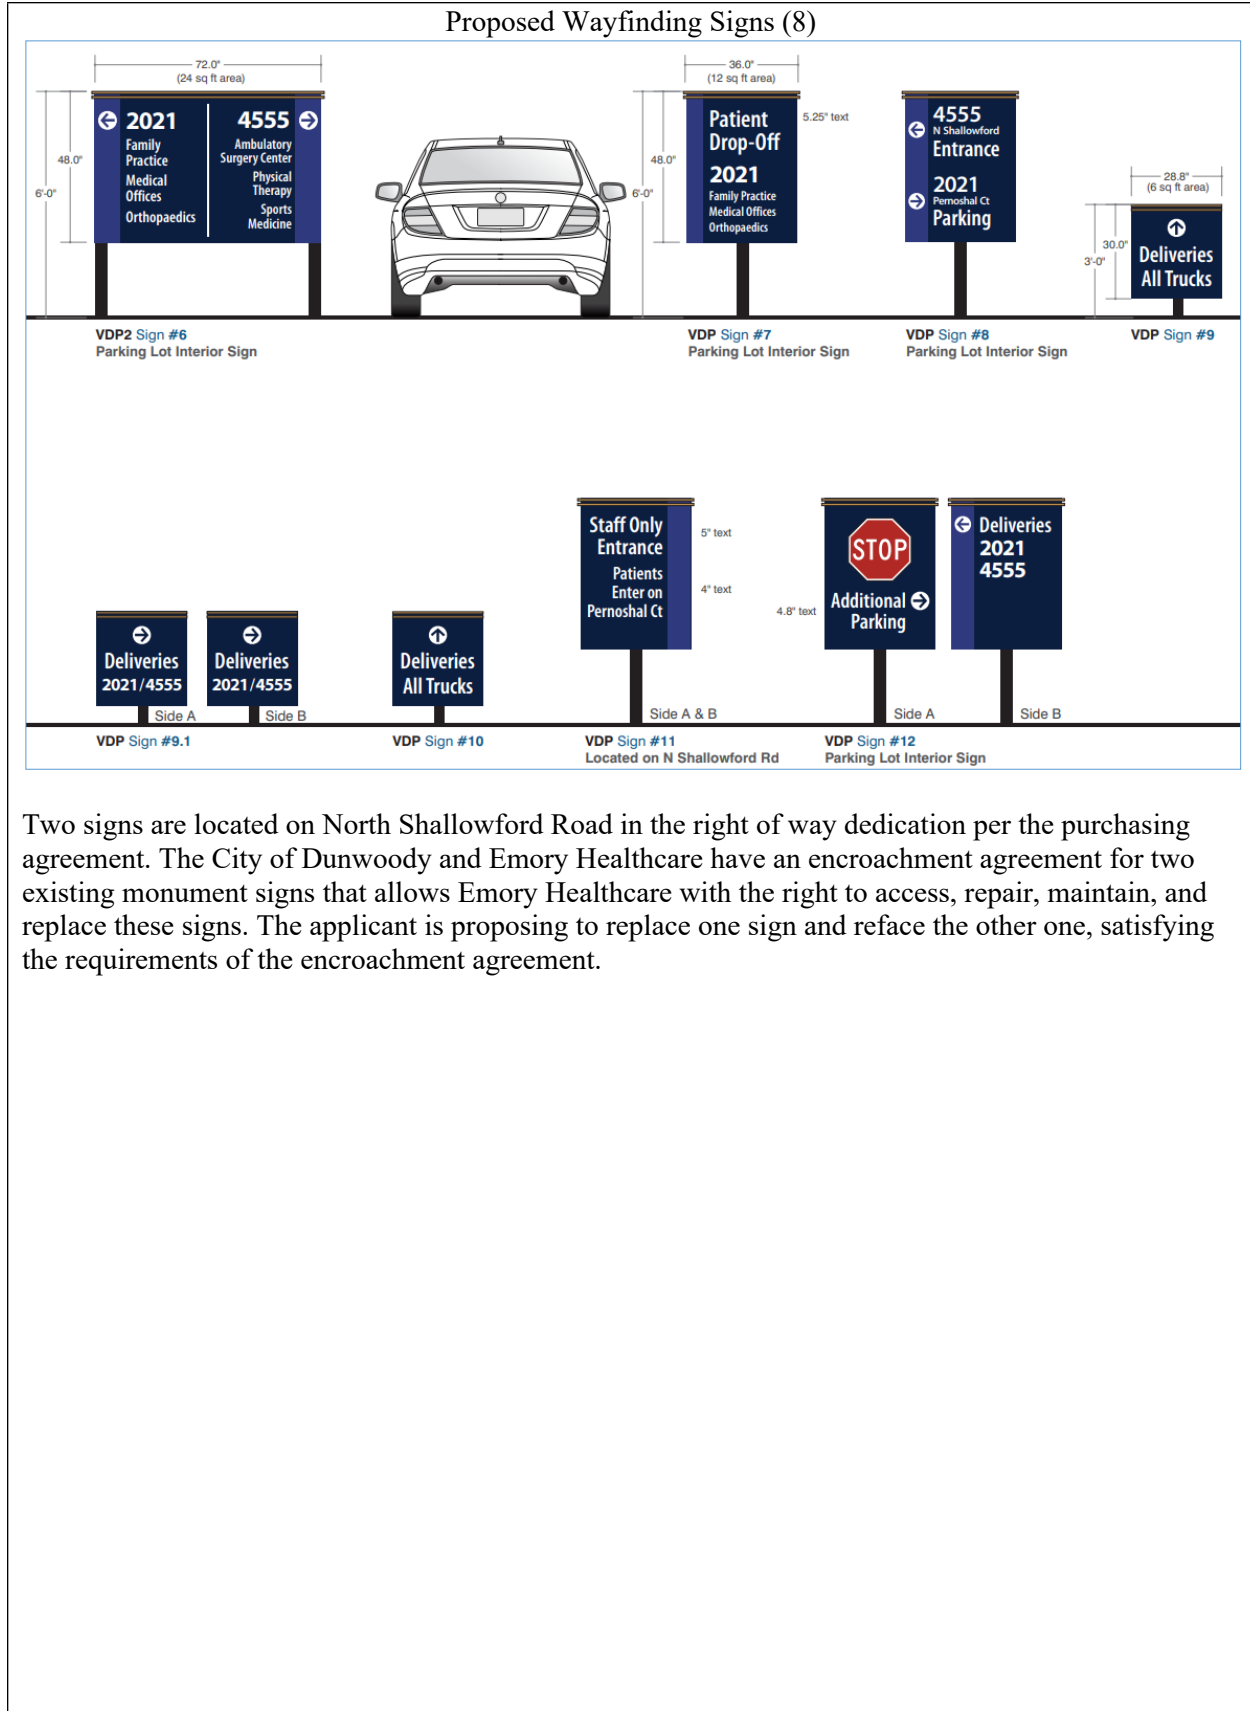 Proposed Wayfinding Signs (8)
72.0"
(24 sq ft area)
48.0"
6'-0"
2021
Family
Practice
Medical
Offices
Orthopaedics
4555
Ambulatory
Surgery Center
Physical
Therapy
Sports
Medicine
VDP2 Sign #6
Parking Lot Interior Sign
36.0"
(12 sq ft area)
48.0"
6'-0"
Patient
Drop-Off
2021
Family Practice
Medical Offices
Orthopaedics
5.25" text
VDP Sign #7
Parking Lot Interior Sign
4555
N Shallowford
Entrance
2021
Pernoshal Ct
Parking
VDP Sign #8
Parking Lot Interior Sign
28.8"
(6 sq ft area)
30.0"
3'-0"
Deliveries
All Trucks
VDP Sign #9
Deliveries
2021/4555
Side A
Deliveries
2021/4555
Side B
VDP Sign #9.1
Deliveries
All Trucks
VDP Sign #10
Staff Only
Entrance
Patients
Enter on
Pernoshal Ct
5" text
4" text
Side A & B
VDP Sign #11
Located on N Shallowford Rd
STOP
Additional
Parking
4.8" text
Side A
Deliveries
2021
4555
Side B
VDP Sign #12
Parking Lot Interior Sign
Two signs are located on North Shallowford Road in the right of way dedication per the purchasing
agreement. The City of Dunwoody and Emory Healthcare have an encroachment agreement for two
existing monument signs that allows Emory Healthcare with the right to access, repair, maintain, and
replace these signs. The applicant is proposing to replace one sign and reface the other one, satisfying
the requirements of the encroachment agreement.